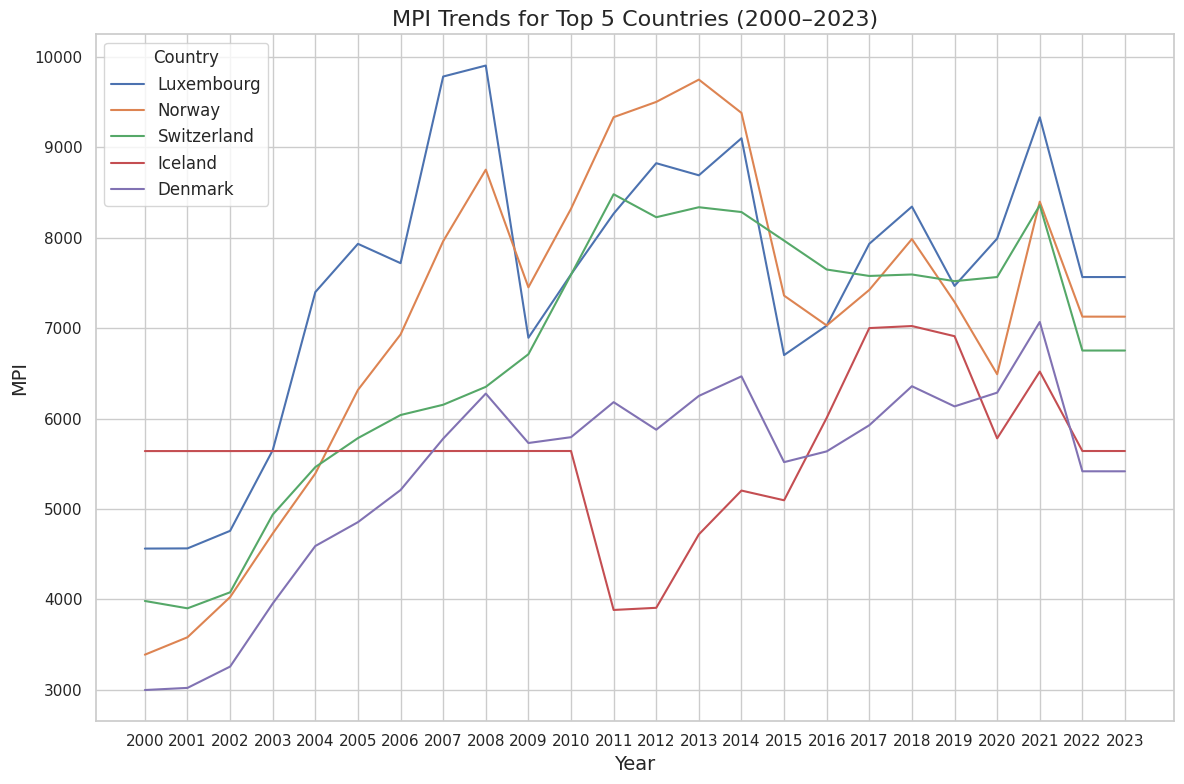 MPI Trends for Top 5 Countries (2000–2023)
Country
Luxembourg
Norway
Switzerland
Iceland
Denmark
10000
9000
8000
7000
6000
5000
4000
3000
MPI
2000 2001 2002 2003 2004 2005 2006 2007 2008 2009 2010 2011 2012 2013 2014 2015 2016 2017 2018 2019 2020 2021 2022 2023
Year